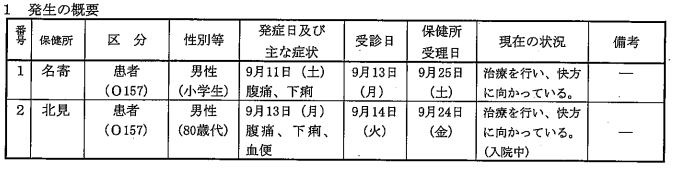 1 発生の概要
番号 保健所 区 分 性別等 発症日及び主な症状 受診日 保健所受理日 現在の状況 備考
1 名寄 患者(O157) 男性(小学生) 9月11日(土)腹痛、下痢 9月13日(月) 9月25日(土) 治療を行い、快方に向かっている。 ―
2 北見 患者(O157) 男性(80歳代) 9月13日(月)腹痛、下痢、血便 9月14日(火) 9月24日(金) 治療を行い、快方に向かっている。(入院中) ―